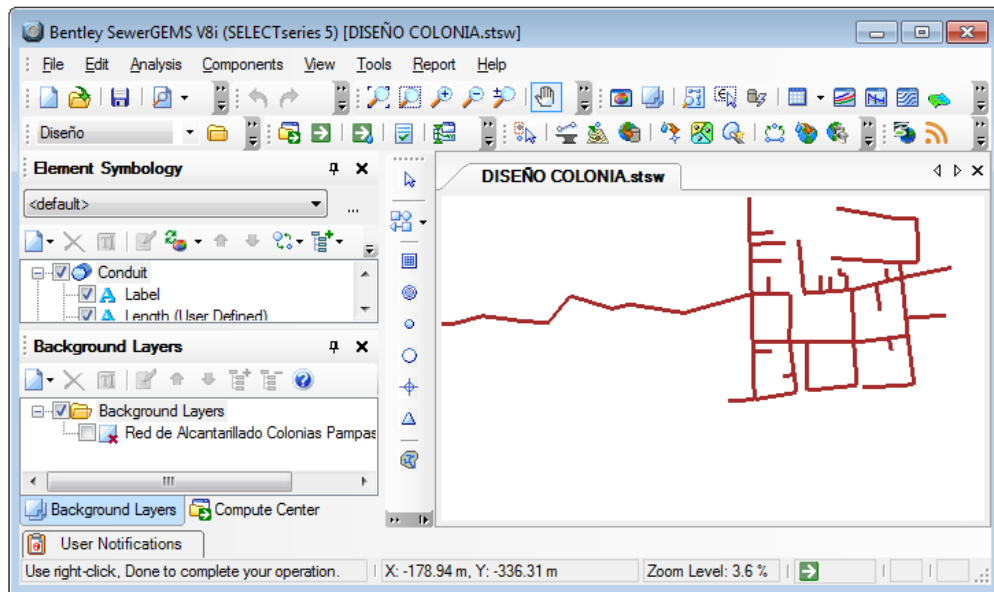 Bentley SewerGEMS V8i (SELECTseries 5) [DISEÑO COLONIA.stsw]
File Edit Analysis Components View Tools Report Help
Diseño
Element Symbology
<default>
...
Conduit
Label
Length (User Defined)
Background Layers
Background Layers
Red de Alcantarillado Colonias Pampas
Background Layers Compute Center
User Notifications
DISEÑO COLONIA.stsw
Use right-click, Done to complete your operation. X: -178.94 m, Y: -336.31 m Zoom Level: 3.6 %